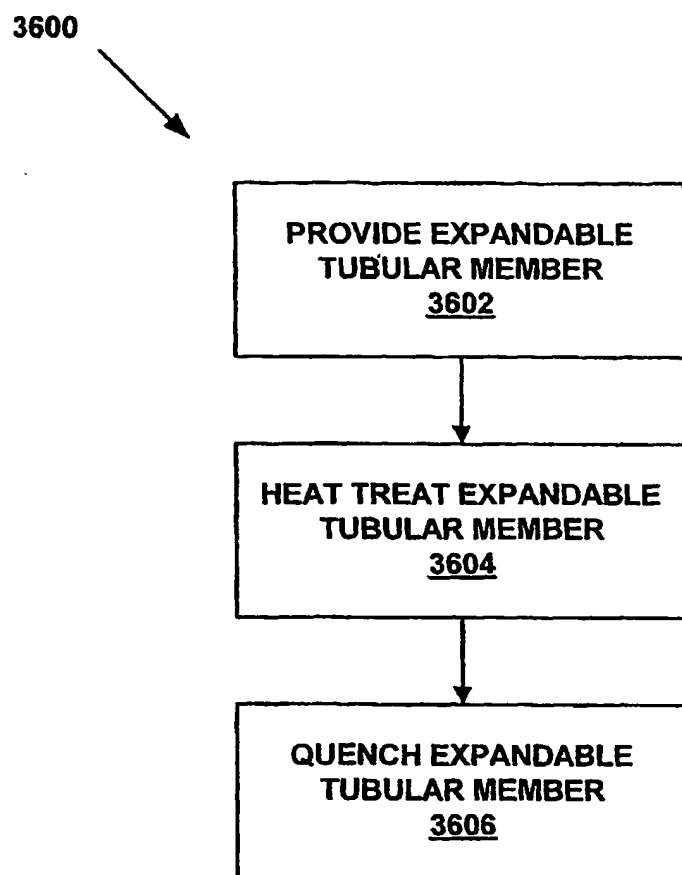 3600
PROVIDE EXPANDABLE
TUBULAR MEMBER
3602
HEAT TREAT EXPANDABLE
TUBULAR MEMBER
3604
QUENCH EXPANDABLE
TUBULAR MEMBER
3606